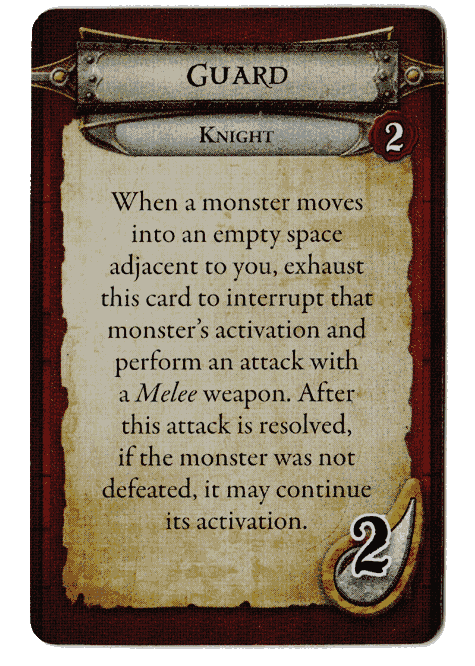 GUARD
KNIGHT
2
When a monster moves
into an empty space
adjacent to you, exhaust
this card to interrupt that
monster's activation and
perform an attack with
a Melee weapon. After
this attack is resolved,
if the monster was not
defeated, it may continue
its activation.
2